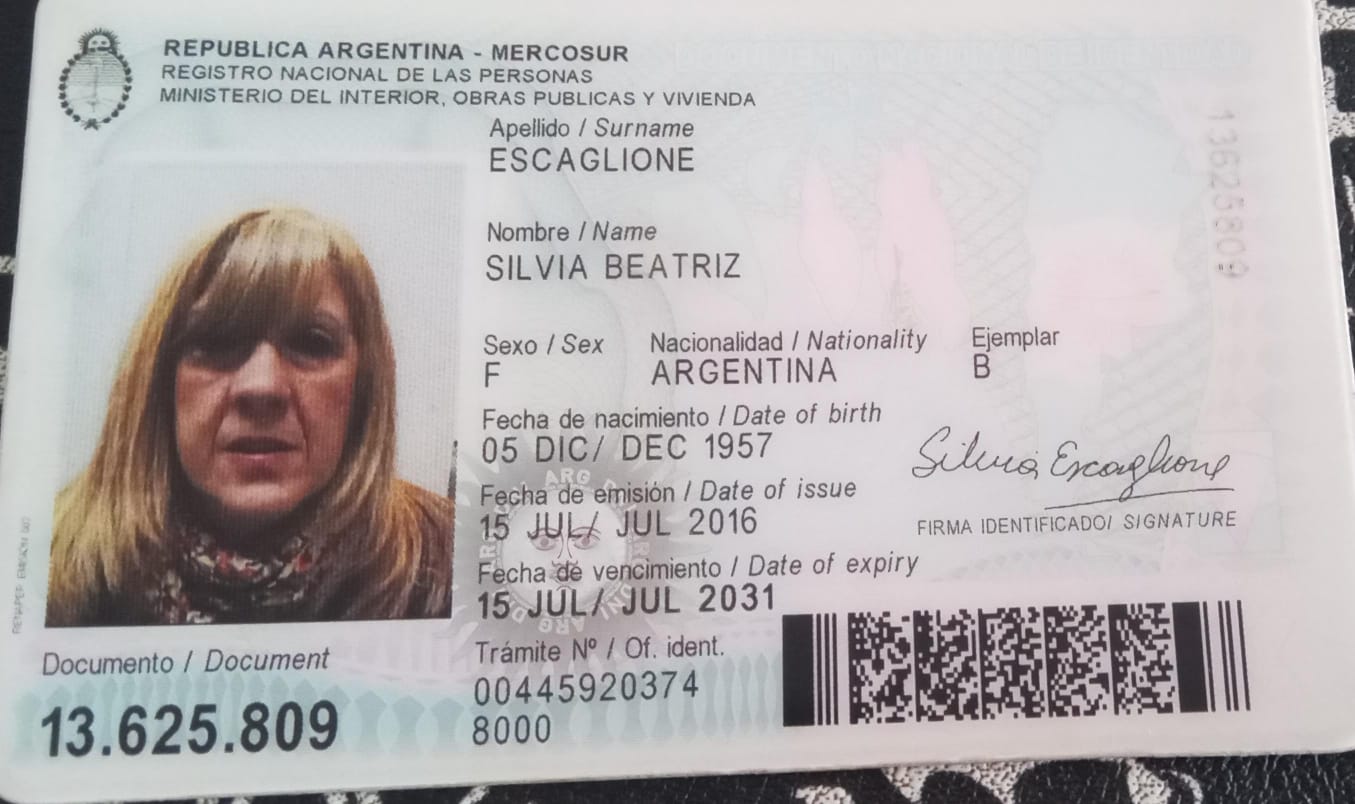 REPUBLICA ARGENTINA - MERCOSUR
REGISTRO NACIONAL DE LAS PERSONAS
MINISTERIO DEL INTERIOR, OBRAS PUBLICAS Y VIVIENDA
Apellido / Surname
ESCAGLIONE
Nombre / Name
SILVIA BEATRIZ
Sexo / Sex Nacionalidad / Nationality Ejemplar
F ARGENTINA B
Fecha de nacimiento / Date of birth
05 DIC/ DEC 1957
Fecha de emisión / Date of issue
15 JUL/ JUL 2016
Fecha de vencimiento / Date of expiry
15 JUL/ JUL 2031
Silvia Escaglione
FIRMA IDENTIFICADO/ SIGNATURE
Trámite Nº / Of. ident.
00445920374
8000
Documento / Document
13.625.809
13625809